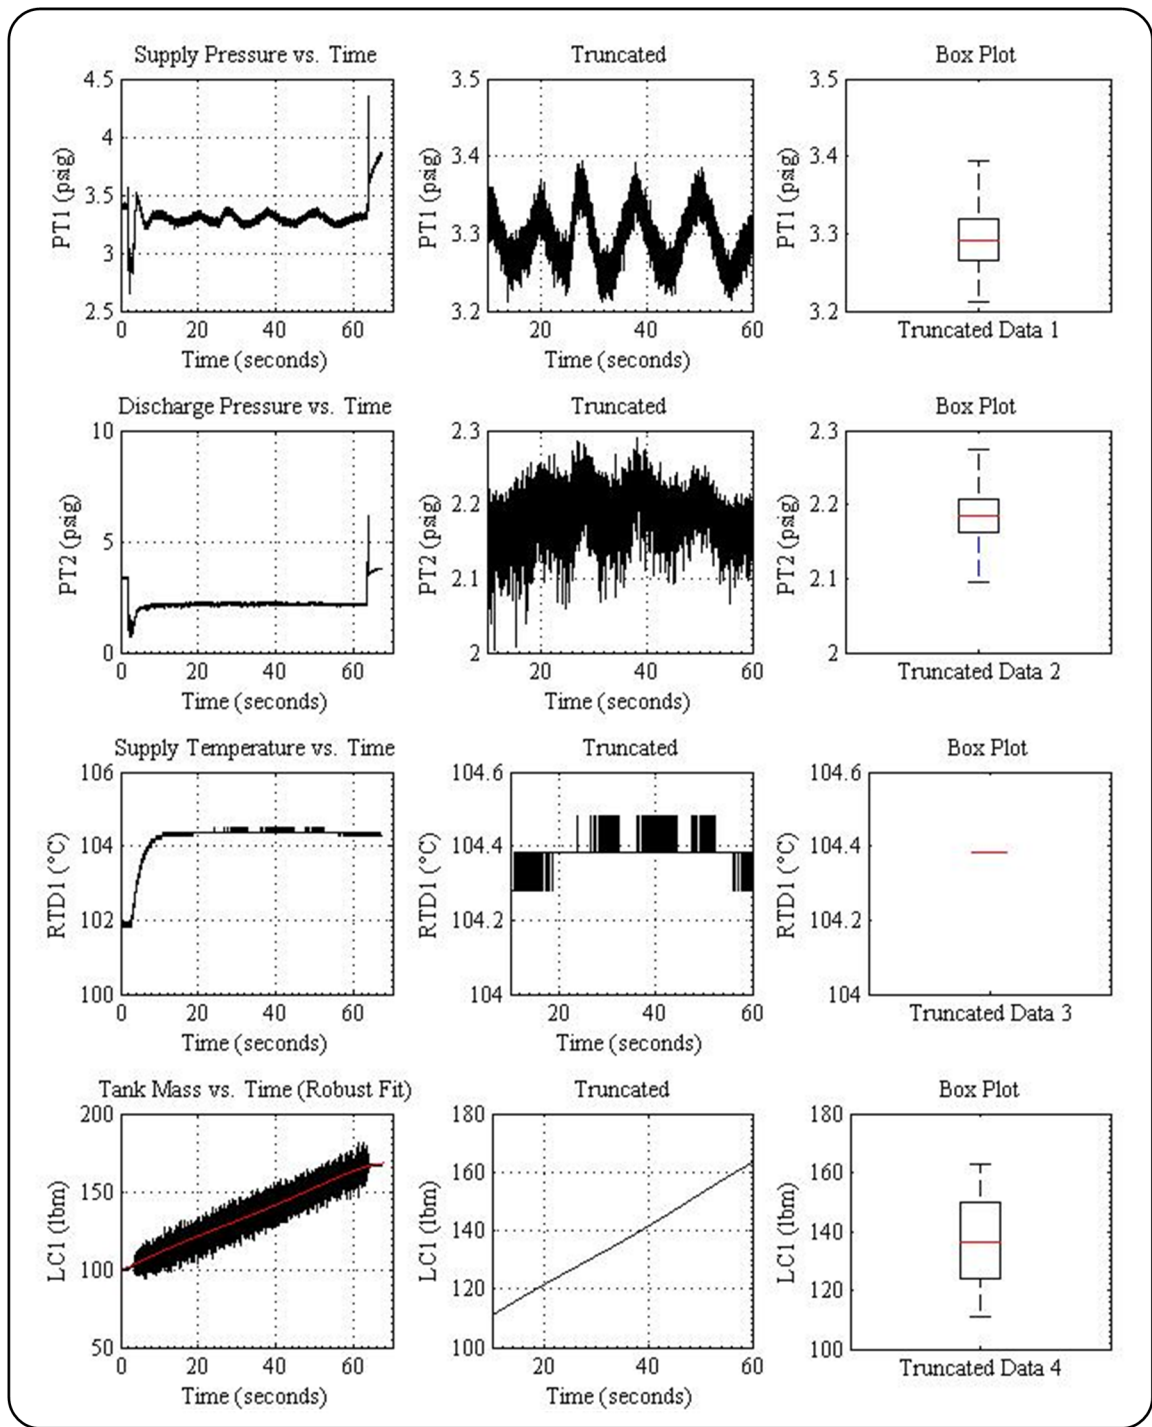 Supply Pressure vs. Time
Truncated
Box Plot
4.5
4
3.5
3
2.5
PT1 (psig)
0
20
40
60
Time (seconds)
3.5
3.4
3.3
3.2
PT1 (psig)
20
40
60
Time (seconds)
3.5
3.4
3.3
3.2
PT1 (psig)
Truncated Data 1
Discharge Pressure vs. Time
Truncated
Box Plot
10
5
0
PT2 (psig)
0
20
40
60
Time (seconds)
2.3
2.2
2.1
2
PT2 (psig)
20
40
60
Time (seconds)
2.3
2.2
2.1
2
PT2 (psig)
Truncated Data 2
Supply Temperature vs. Time
Truncated
Box Plot
106
104
102
100
RTD1 (°C)
0
20
40
60
Time (seconds)
104.6
104.4
104.2
104
RTD1 (°C)
20
40
60
Time (seconds)
104.6
104.4
104.2
104
RTD1 (°C)
Truncated Data 3
Tank Mass vs. Time (Robust Fit)
Truncated
Box Plot
200
150
100
50
LC1 (lbm)
0
20
40
60
Time (seconds)
180
160
140
120
100
LC1 (lbm)
20
40
60
Time (seconds)
180
160
140
120
100
LC1 (lbm)
Truncated Data 4